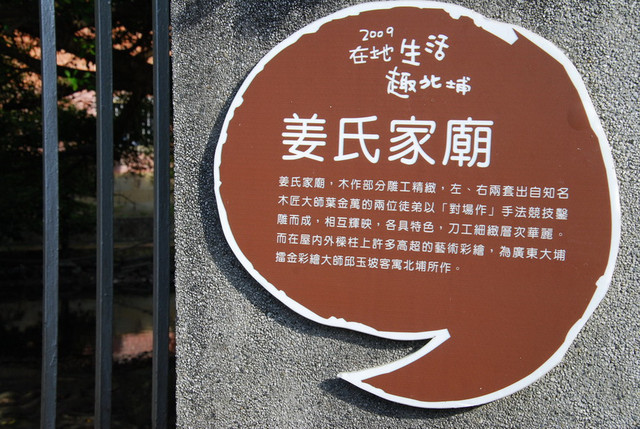 2009
在地生活
趣北埔
姜氏家廟
姜氏家廟，木作部分雕工精緻，左、右兩套出自知名
木匠大師葉金萬的兩位徒弟以「對場作」手法競技鑿
雕而成，相互輝映，各具特色，刀工細緻層次華麗。
而在屋內外樑柱上許多高超的藝術彩繪，為廣東大埔
擂金彩繪大師邱玉坡客寓北埔所作。